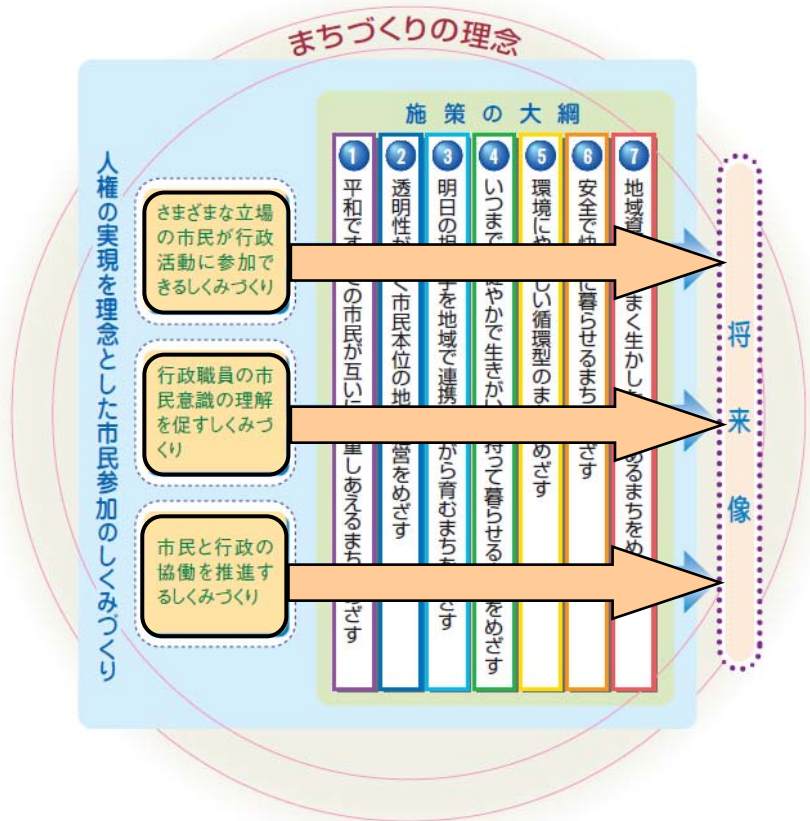 まちづくりの理念
施策の大綱
人権の実現を理念とした市民参加のしくみづくり
さまざまな立場
の市民が行政
活動に参加で
きるしくみづくり
行政職員の市
民意識の理解
を促すしくみづ
くり
市民と行政の
協働を推進す
るしくみづくり
1 平和です ての市民が互いに 重しあえるまち めざす
2 透明性が く市民本位の地 営をめざす
3 明日の担 手を地域で連携 がら育むまちを ざす
4 いつまで 健やかで生きがい 持って暮らせる をめざす
5 環境にや しい循環型のま めざす
6 安全で快 に暮らせるまち ざす
7 地域資 まく生かした あるまちをめ
将来像